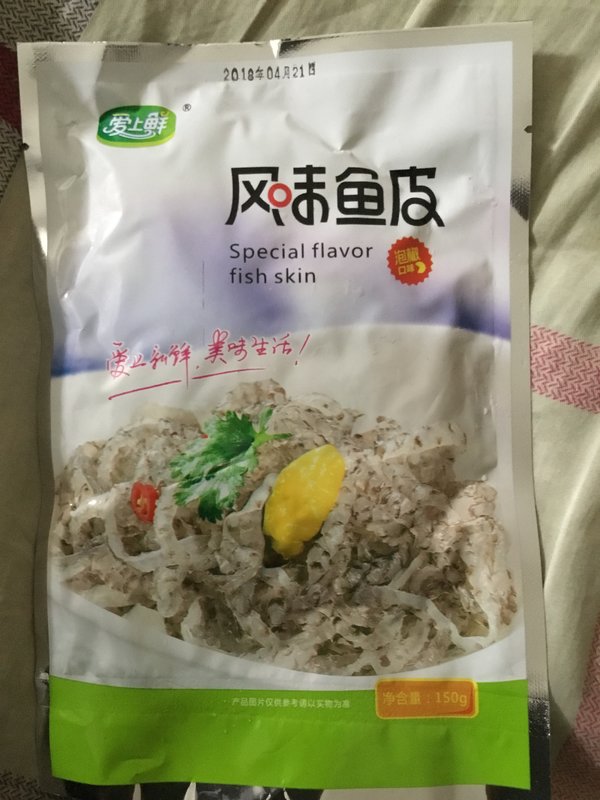 2018年04月21日
爱上鲜
®
风味鱼皮
Special flavor
fish skin
泡椒
口味
爱上新鲜,美味生活!
产品图片仅供参考请以实物为准
净含量:150g